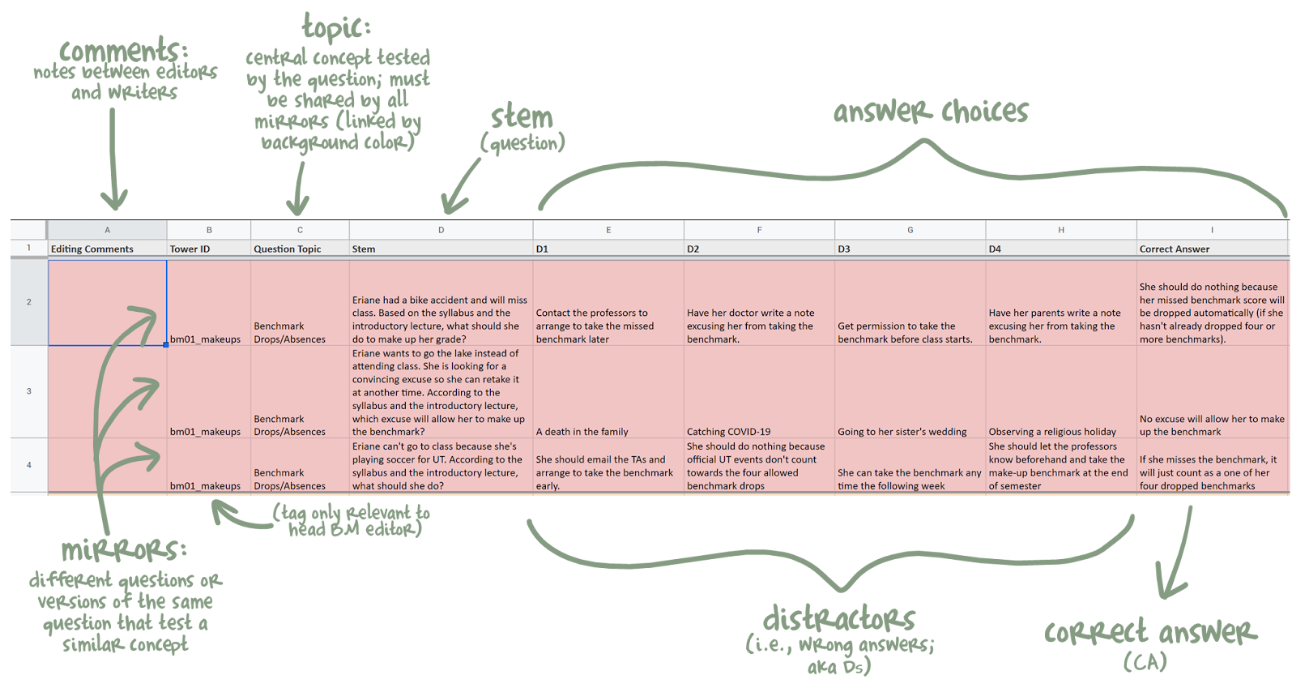 comments:
notes between editors
and writers
topic:
central concept tested
by the question; must
be shared by all
mirrors (linked by
background color)
stem
(question)
answer choices
A B C D E F G H I
1 Editing Comments Tower ID Question Topic Stem D1 D2 D3 D4 Correct Answer
2
bm01_makeups
Benchmark
Drops/Absences
Eriane had a bike accident and will miss
class. Based on the syllabus and the
introductory lecture, what should she
do to make up her grade?
Contact the professors to
arrange to take the missed
benchmark later
Have her doctor write a note
excusing her from taking the
benchmark.
Get permission to take the
benchmark before class starts.
Have her parents write a note
excusing her from taking the
benchmark.
She should do nothing because
her missed benchmark score will
be dropped automatically (if she
hasn't already dropped four or
more benchmarks).
3
bm01_makeups
Benchmark
Drops/Absences
Eriane wants to go the lake instead of
attending class. She is looking for a
convincing excuse so she can retake it
at another time. According to the
syllabus and the introductory lecture,
which excuse will allow her to make up
the benchmark?
A death in the family
Catching COVID-19
Going to her sister's wedding
Observing a religious holiday
No excuse will allow her to make
up the benchmark
4
bm01_makeups
Benchmark
Drops/Absences
Eriane can't go to class because she's
playing soccer for UT. According to the
syllabus and the introductory lecture,
what should she do?
She should email the TAs and
arrange to take the benchmark
early.
She should do nothing because
official UT events don't count
towards the four allowed
benchmark drops
She can take the benchmark any
time the following week
She should let the professors
know beforehand and take the
make-up benchmark at the end
of semester
If she misses the benchmark, it
will just count as a one of her
four dropped benchmarks
(tag only relevant to
head BM editor)
mirrors:
different questions or
versions of the same
question that test a
similar concept
distractors
(i.e., wrong answers;
aka Ds)
correct answer
(CA)